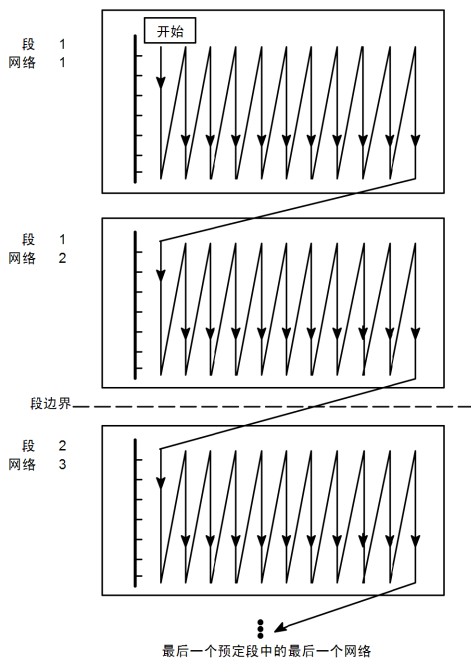 开始
段 1
网络 1
段 1
网络 2
段边界
段 2
网络 3
最后一个预定段中的最后一个网络